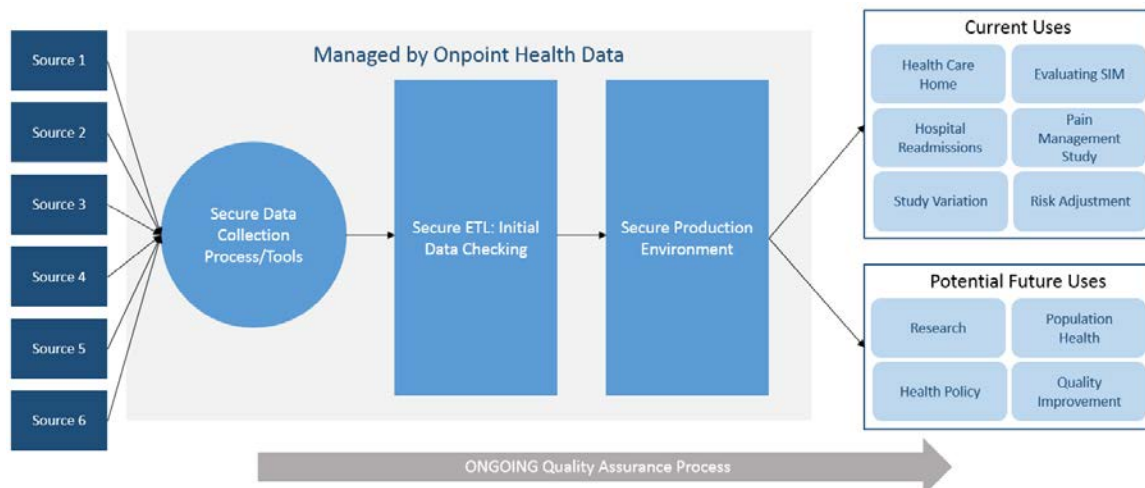 Source 1
Source 2
Source 3
Source 4
Source 5
Source 6
Managed by Onpoint Health Data
Secure Data
Collection
Process/Tools
Secure ETL: Initial
Data Checking
Secure Production
Environment
Current Uses
Health Care
Home
Evaluating SIM
Hospital
Readmissions
Pain
Management
Study
Study Variation
Risk Adjustment
Potential Future Uses
Research
Population
Health
Health Policy
Quality
Improvement
ONGOING Quality Assurance Process